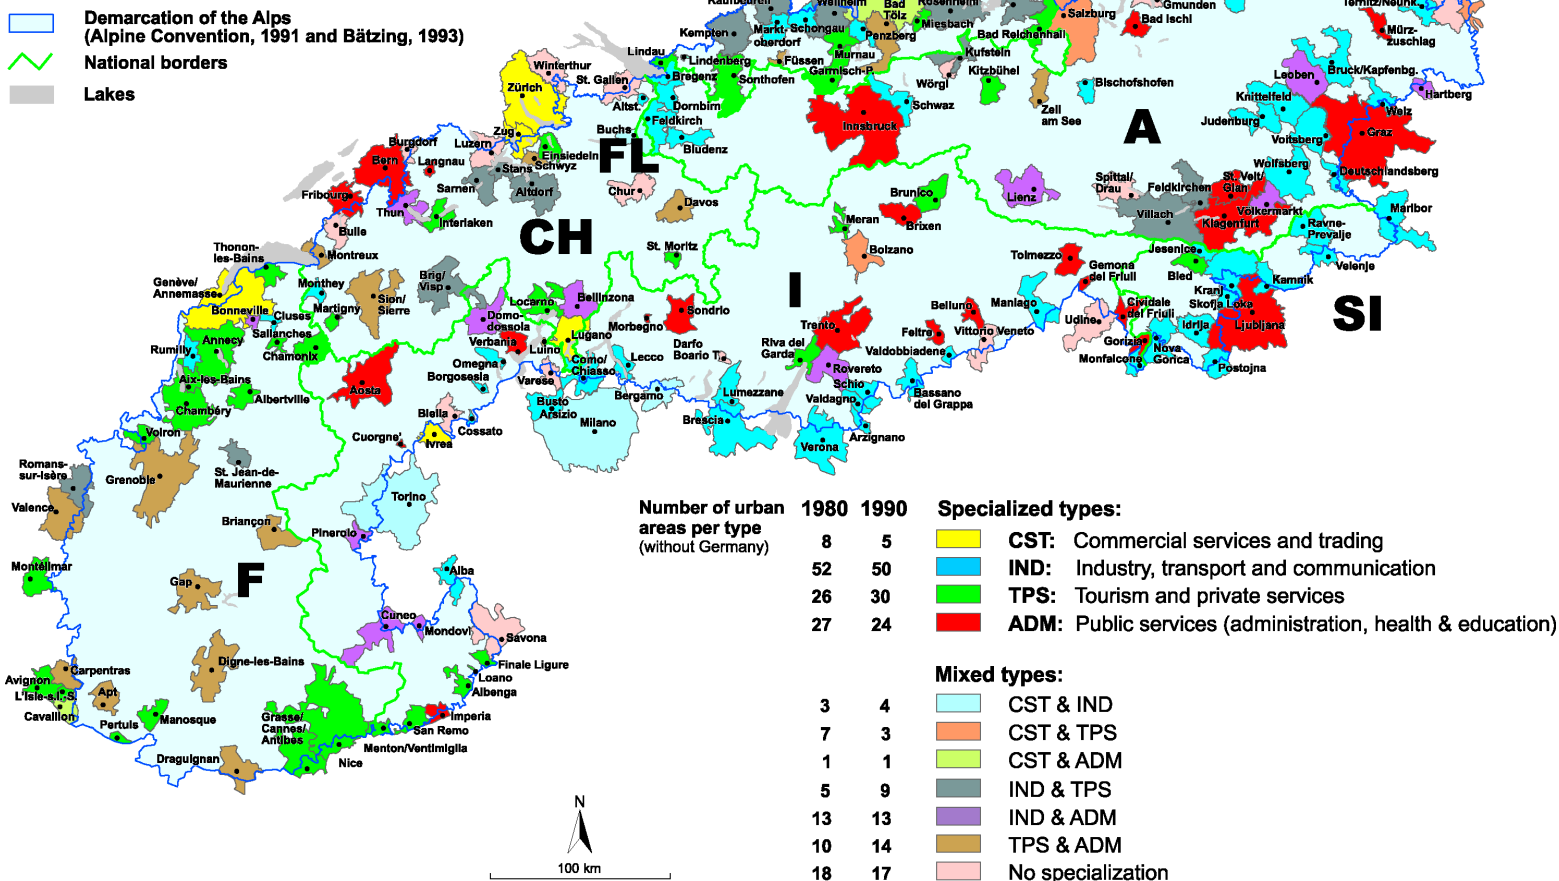 Demarcation of the Alps
(Alpine Convention, 1991 and Bätzing, 1993)
National borders
Lakes
Kempten
Markt-
oberdorf
Schongau
Bad
Tölz
Penzberg
Miesbach
Murnau
Bad Reichenhall
Salzburg
Gmunden
Bad Ischl
Mürz-
zuschlag
Lindau
Lindenberg
Füssen
Garmisch-P.
Sonthofen
Kufstein
Wörgl
Kitzbühel
Zell
am See
Bischofshofen
Leoben
Bruck/Kapfenbg.
Hartberg
Knittelfeld
Judenburg
Weiz
Graz
Voitsberg
Wolfsberg
Deutschlandsberg
Winterthur
Zürich
St. Gallen
Altst.
Bregenz
Dornbirn
Feldkirch
Buchs
Bludenz
Schwaz
Innsbruck
A
FL
Zug
Luzern
Einsiedeln
Schwyz
Stans
Sarnen
Altdorf
Chur
Davos
Burgdorf
Bern
Langnau
Fribourg
Thun
Interlaken
Bulle
Montreux
CH
St. Moritz
Brunico
Meran
Brixen
Bolzano
Lienz
Spittal/
Drau
Feldkirchen
St. Veit/
Glan
Villach
Völkermarkt
Klagenfurt
Maribor
Ravne-
Prevalje
Velenje
Jesenice
Bled
Kamnik
Kranj
Skofja Loka
Ljubljana
SI
Idrija
Postojna
Nova
Gorica
Gorizia
Monfalcone
Cividale
del Friuli
Udine
Gemona
del Friuli
Tolmezzo
Maniago
Belluno
Feltre
Vittorio Veneto
Valdobbiadene
Bassano
del Grappa
I
Trento
Riva del
Garda
Rovereto
Schio
Valdagno
Arzignano
Verona
Thonon-
les-Bains
Genève/
Annemasse
Bonneville
Cluses
Sallanches
Chamonix
Monthey
Martigny
Sion/
Sierre
Brig/
Visp
Locarno
Bellinzona
Domo-
dossola
Lugano
Verbania
Luino
Omegna
Borgosesia
Varese
Como/
Chiasso
Lecco
Morbegno
Sondrio
Darfo
Boario T.
Bergamo
Lumezzane
Brescia
Busto
Arsizio
Milano
Annecy
Rumilly
Aix-les-Bains
Albertville
Chambéry
Aosta
Biella
Cossato
Cuorgne'
Ivrea
Voiron
Romans-
sur-Isère
Grenoble
St. Jean-de-
Maurienne
Valence
Briançon
Torino
Pinerolo
Montélimar
Gap
F
Alba
Cuneo
Mondovì
Savona
Finale Ligure
Loano
Albenga
Imperia
San Remo
Menton/Ventimiglia
Nice
Grasse/
Cannes/
Antibes
Digne-les-Bains
Carpentras
Avignon
L'Isle-s.l.-S.
Cavaillon
Apt
Pertuis
Manosque
Draguignan
N
100 km
Number of urban
areas per type
(without Germany)
1980 1990 Specialized types:
8 5 CST: Commercial services and trading
52 50 IND: Industry, transport and communication
26 30 TPS: Tourism and private services
27 24 ADM: Public services (administration, health & education)
Mixed types:
3 4 CST & IND
7 3 CST & TPS
1 1 CST & ADM
5 9 IND & TPS
13 13 IND & ADM
10 14 TPS & ADM
18 17 No specialization